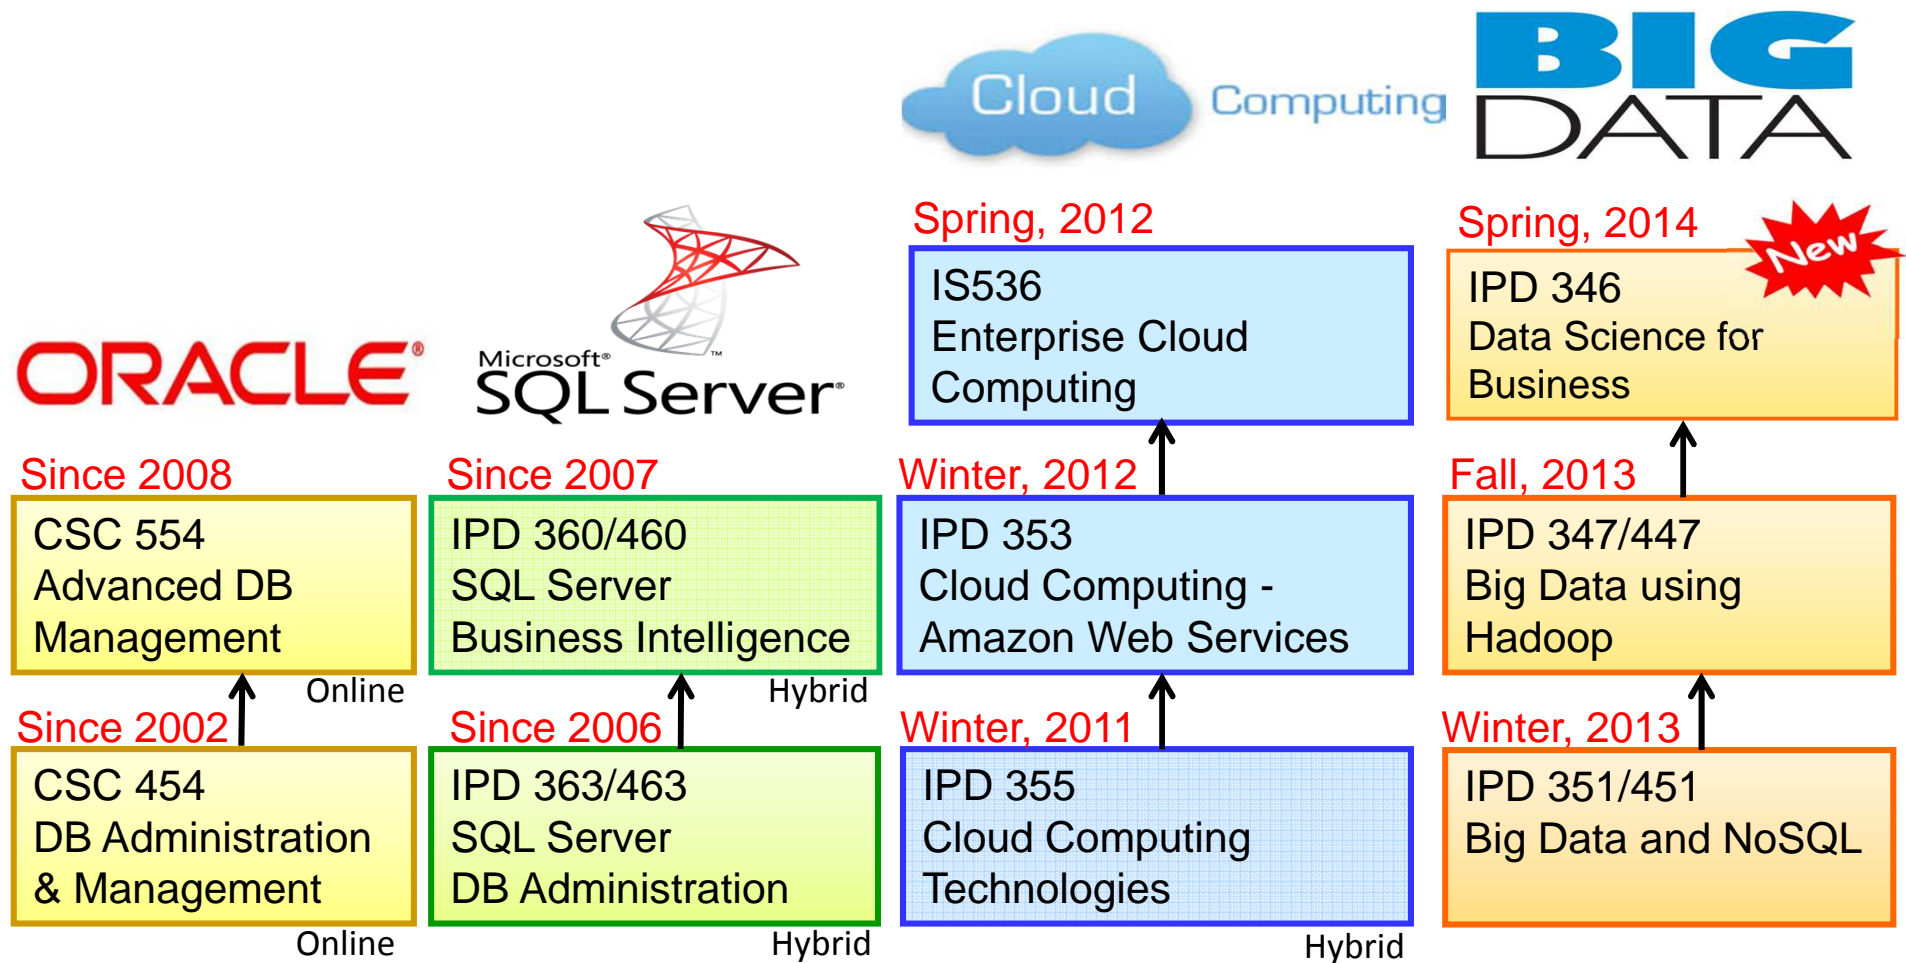 ORACLE®
Since 2008
CSC 554
Advanced DB
Management
Online
Since 2002
CSC 454
DB Administration
& Management
Online
Microsoft®
SQL Server®
™
Since 2007
IPD 360/460
SQL Server
Business Intelligence
Hybrid
Since 2006
IPD 363/463
SQL Server
DB Administration
Hybrid
Cloud Computing
Spring, 2012
IS536
Enterprise Cloud
Computing
Winter, 2012
IPD 353
Cloud Computing -
Amazon Web Services
Winter, 2011
IPD 355
Cloud Computing
Technologies
Hybrid
BIG
DATA
Spring, 2014
New
IPD 346
Data Science for
Business
Fall, 2013
IPD 347/447
Big Data using
Hadoop
Winter, 2013
IPD 351/451
Big Data and NoSQL